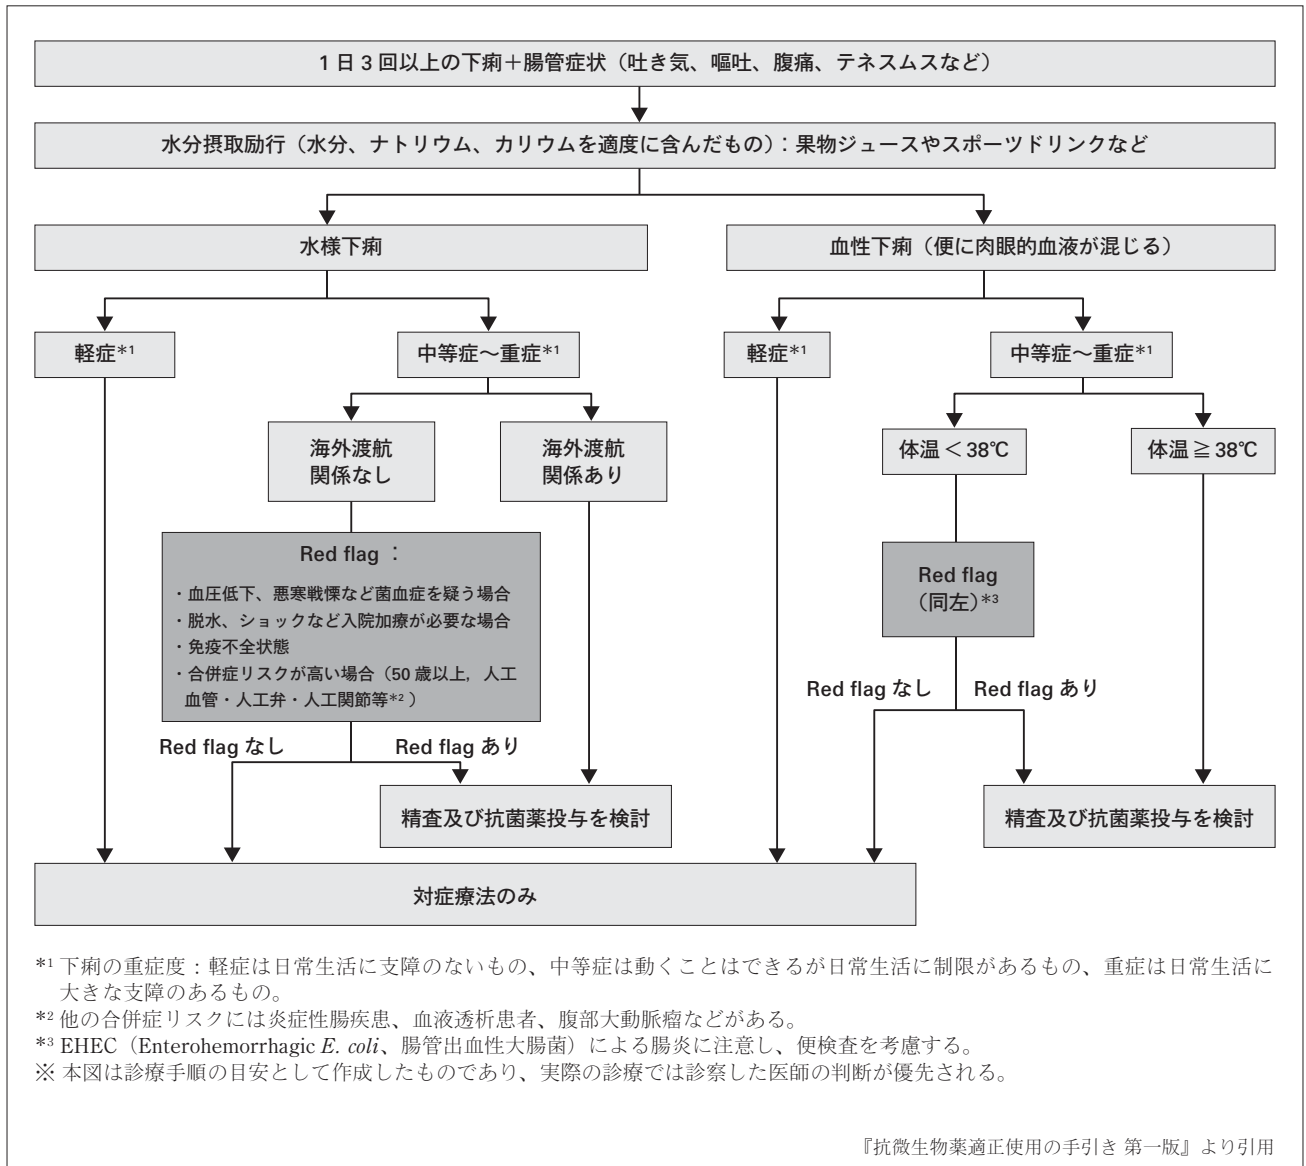 1日3回以上の下痢+腸管症状（吐き気、嘔吐、腹痛、テネスムスなど）
水分摂取励行（水分、ナトリウム、カリウムを適度に含んだもの）：果物ジュースやスポーツドリンクなど
水様下痢
血性下痢（便に肉眼的血液が混じる）
軽症*1
中等症～重症*1
軽症*1
中等症～重症*1
海外渡航
関係なし
海外渡航
関係あり
体温＜38℃
体温≧38℃
Red flag：
・血圧低下、悪寒戦慄など菌血症を疑う場合
・脱水、ショックなど入院加療が必要な場合
・免疫不全状態
・合併症リスクが高い場合（50歳以上，人工
血管・人工弁・人工関節等*2）
Red flag
（同左）*3
Red flag なし
Red flag あり
Red flag なし
Red flag あり
精査及び抗菌薬投与を検討
精査及び抗菌薬投与を検討
対症療法のみ
*1 下痢の重症度：軽症は日常生活に支障のないもの、中等症は動くことはできるが日常生活に制限があるもの、重症は日常生活に
大きな支障のあるもの。
*2 他の合併症リスクには炎症性腸疾患、血液透析患者、腹部大動脈瘤などがある。
*3 EHEC（Enterohemorrhagic E. coli、腸管出血性大腸菌）による腸炎に注意し、便検査を考慮する。
※ 本図は診療手順の目安として作成したものであり、実際の診療では診察した医師の判断が優先される。
『抗微生物薬適正使用の手引き 第一版』より引用